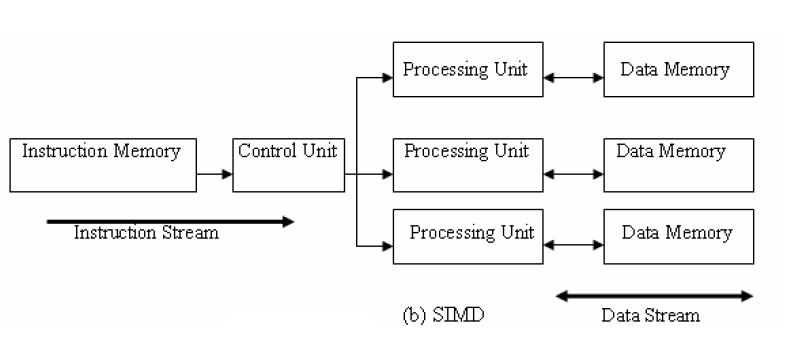 Processing Unit
Data Memory
Instruction Memory
Control Unit
Processing Unit
Data Memory
Instruction Stream
Processing Unit
Data Memory
(b) SIMD
Data Stream